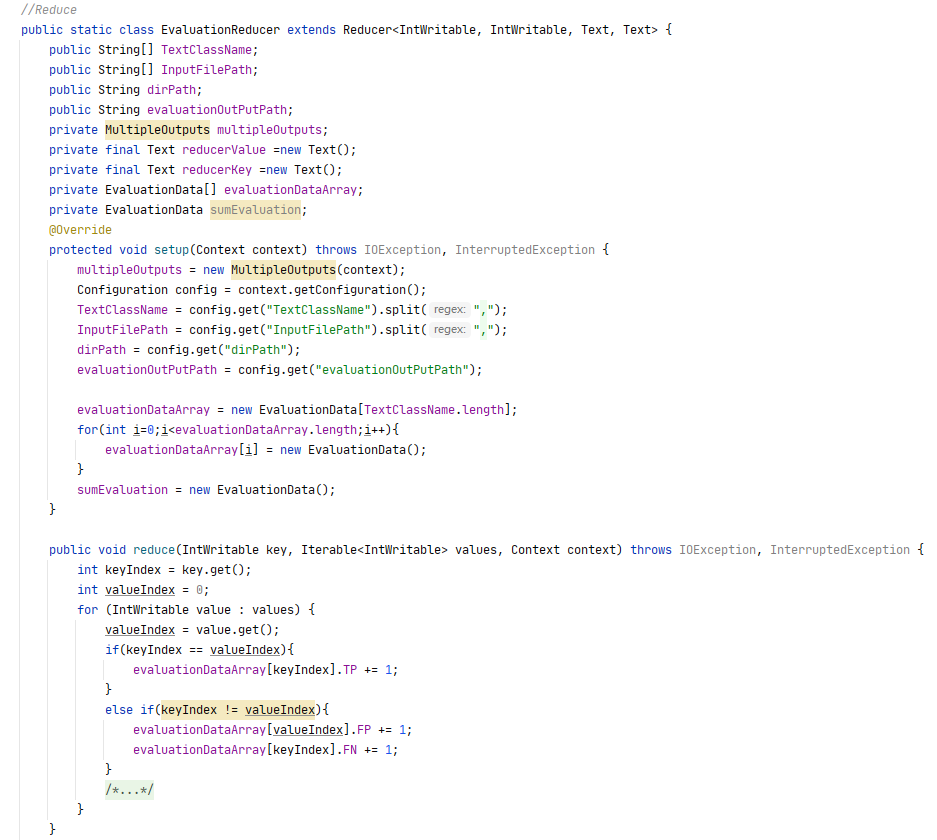 //Reduce
public static class EvaluationReducer extends Reducer<IntWritable, IntWritable, Text, Text> {
    public String[] TextClassName;
    public String[] InputFilePath;
    public String dirPath;
    public String evaluationOutPutPath;
    private MultipleOutputs multipleOutputs;
    private final Text reducerValue =new Text();
    private final Text reducerKey =new Text();
    private EvaluationData[] evaluationDataArray;
    private EvaluationData sumEvaluation;
    @Override
    protected void setup(Context context) throws IOException, InterruptedException {
        multipleOutputs = new MultipleOutputs(context);
        Configuration config = context.getConfiguration();
        TextClassName = config.get("TextClassName").split( regex: ",");
        InputFilePath = config.get("InputFilePath").split( regex: ",");
        dirPath = config.get("dirPath");
        evaluationOutPutPath = config.get("evaluationOutPutPath");

        evaluationDataArray = new EvaluationData[TextClassName.length];
        for(int i=0;i<evaluationDataArray.length;i++){
            evaluationDataArray[i] = new EvaluationData();
        }
        sumEvaluation = new EvaluationData();
    }

    public void reduce(IntWritable key, Iterable<IntWritable> values, Context context) throws IOException, InterruptedException {
        int keyIndex = key.get();
        int valueIndex = 0;
        for (IntWritable value : values) {
            valueIndex = value.get();
            if(keyIndex == valueIndex){
                evaluationDataArray[keyIndex].TP += 1;
            }
            else if(keyIndex != valueIndex){
                evaluationDataArray[valueIndex].FP += 1;
                evaluationDataArray[keyIndex].FN += 1;
            }
            /*...*/
        }
    }